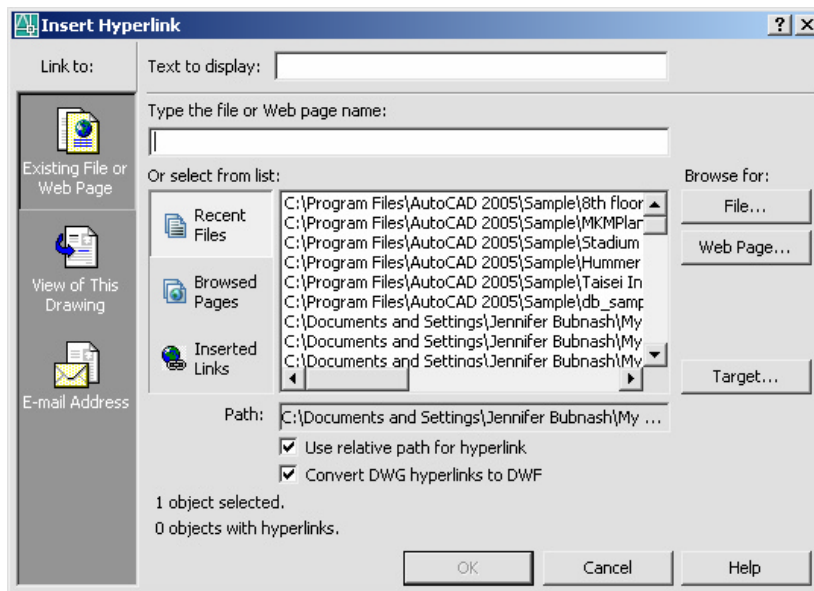 Insert Hyperlink
Link to:
Text to display:
Type the file or Web page name:
Existing File or
Web Page
Or select from list:
Browse for:
Recent
Files
C:\Program Files\AutoCAD 2005\Sample\8th floor
C:\Program Files\AutoCAD 2005\Sample\MKMPlan
C:\Program Files\AutoCAD 2005\Sample\Stadium
C:\Program Files\AutoCAD 2005\Sample\Hummer
C:\Program Files\AutoCAD 2005\Sample\Taisei In
C:\Program Files\AutoCAD 2005\Sample\db_samp
C:\Documents and Settings\Jennifer Bubnash\My
C:\Documents and Settings\Jennifer Bubnash\My
C:\Documents and Settings\Jennifer Bubnash\My
File...
Web Page...
View of This
Drawing
Browsed
Pages
Inserted
Links
Target...
E-mail Address
Path: C:\Documents and Settings\Jennifer Bubnash\My ...
Use relative path for hyperlink
Convert DWG hyperlinks to DWF
1 object selected.
0 objects with hyperlinks.
OK Cancel Help